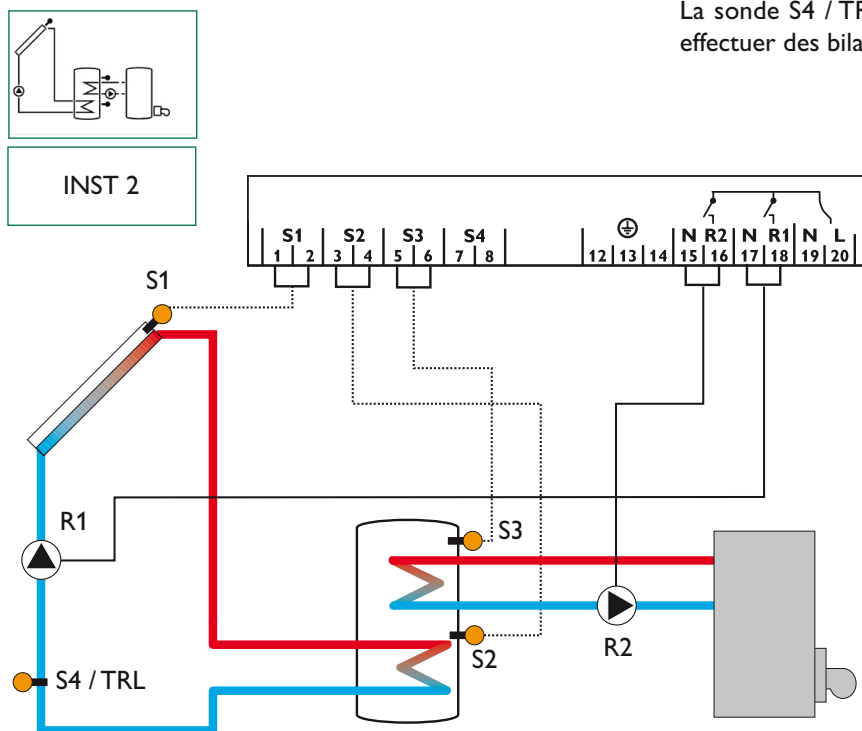 La sonde S4 / TR
effectuer des bila
INST 2
S1 S2 S3 S4 N R2 N R1 N L
1 2 3 4 5 6 7 8 12 13 14 15 16 17 18 19 20
S1
R1
S3
S2
R2
S4 / TRL